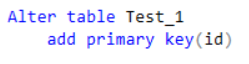 Alter table Test_1
add primary key(id)